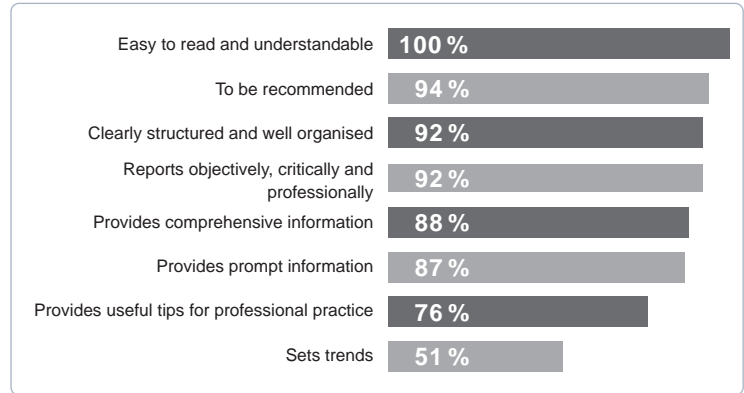 Easy to read and understandable 100 %
To be recommended 94 %
Clearly structured and well organised 92 %
Reports objectively, critically and
professionally 92 %
Provides comprehensive information 88 %
Provides prompt information 87 %
Provides useful tips for professional practice 76 %
Sets trends 51 %